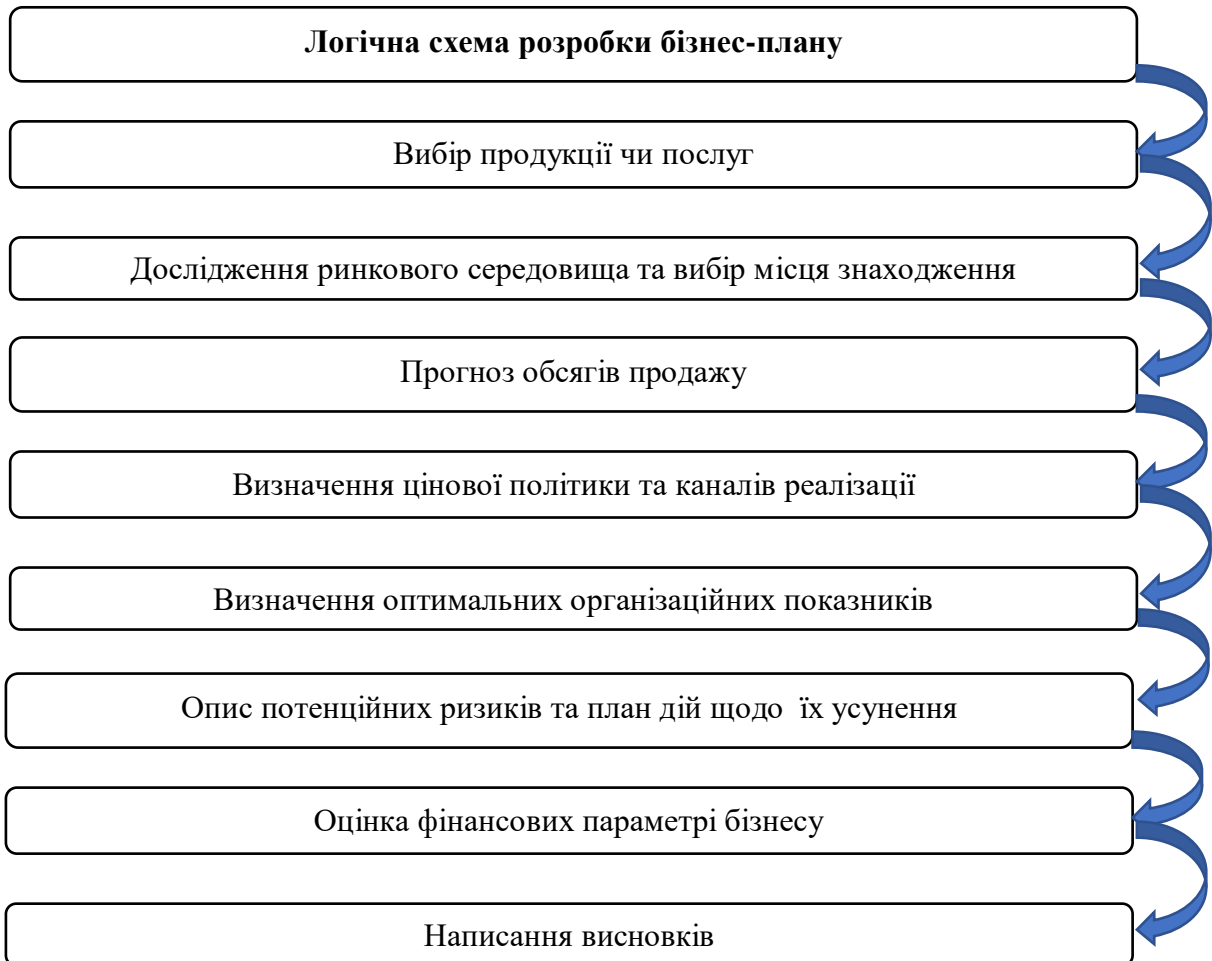 Логічна схема розробки бізнес-плану
Вибір продукції чи послуг
Дослідження ринкового середовища та вибір місця знаходження
Прогноз обсягів продажу
Визначення цінової політики та каналів реалізації
Визначення оптимальних організаційних показників
Опис потенційних ризиків та план дій щодо  їх усунення
Оцінка фінансових параметрі бізнесу
Написання висновків